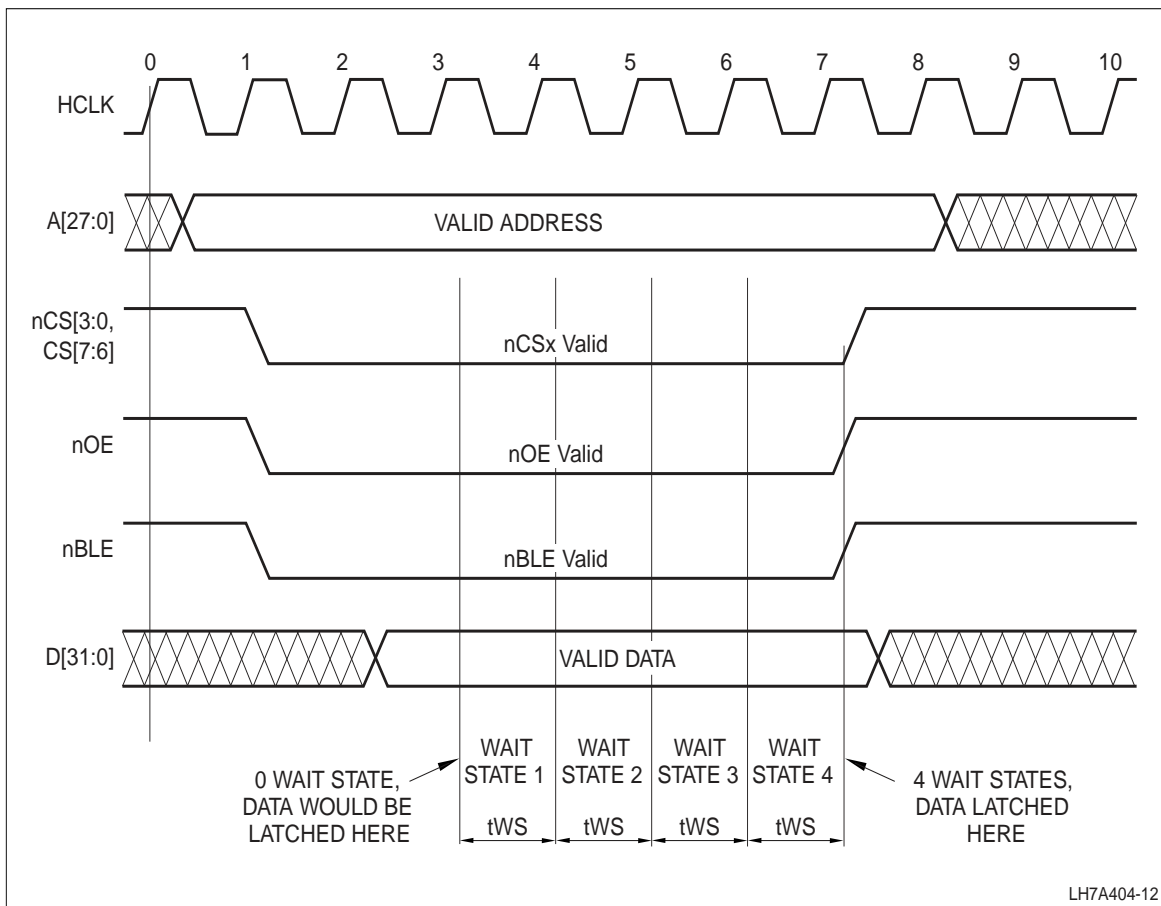 0 1 2 3 4 5 6 7 8 9 10
HCLK
A[27:0]
VALID ADDRESS
nCS[3:0,
CS[7:6]
nCSx Valid
nOE
nOE Valid
nBLE
nBLE Valid
D[31:0]
VALID DATA
0 WAIT STATE,
DATA WOULD BE
LATCHED HERE
WAIT
STATE 1
WAIT
STATE 2
WAIT
STATE 3
WAIT
STATE 4
tWS tWS tWS tWS
4 WAIT STATES,
DATA LATCHED
HERE
LH7A404-12